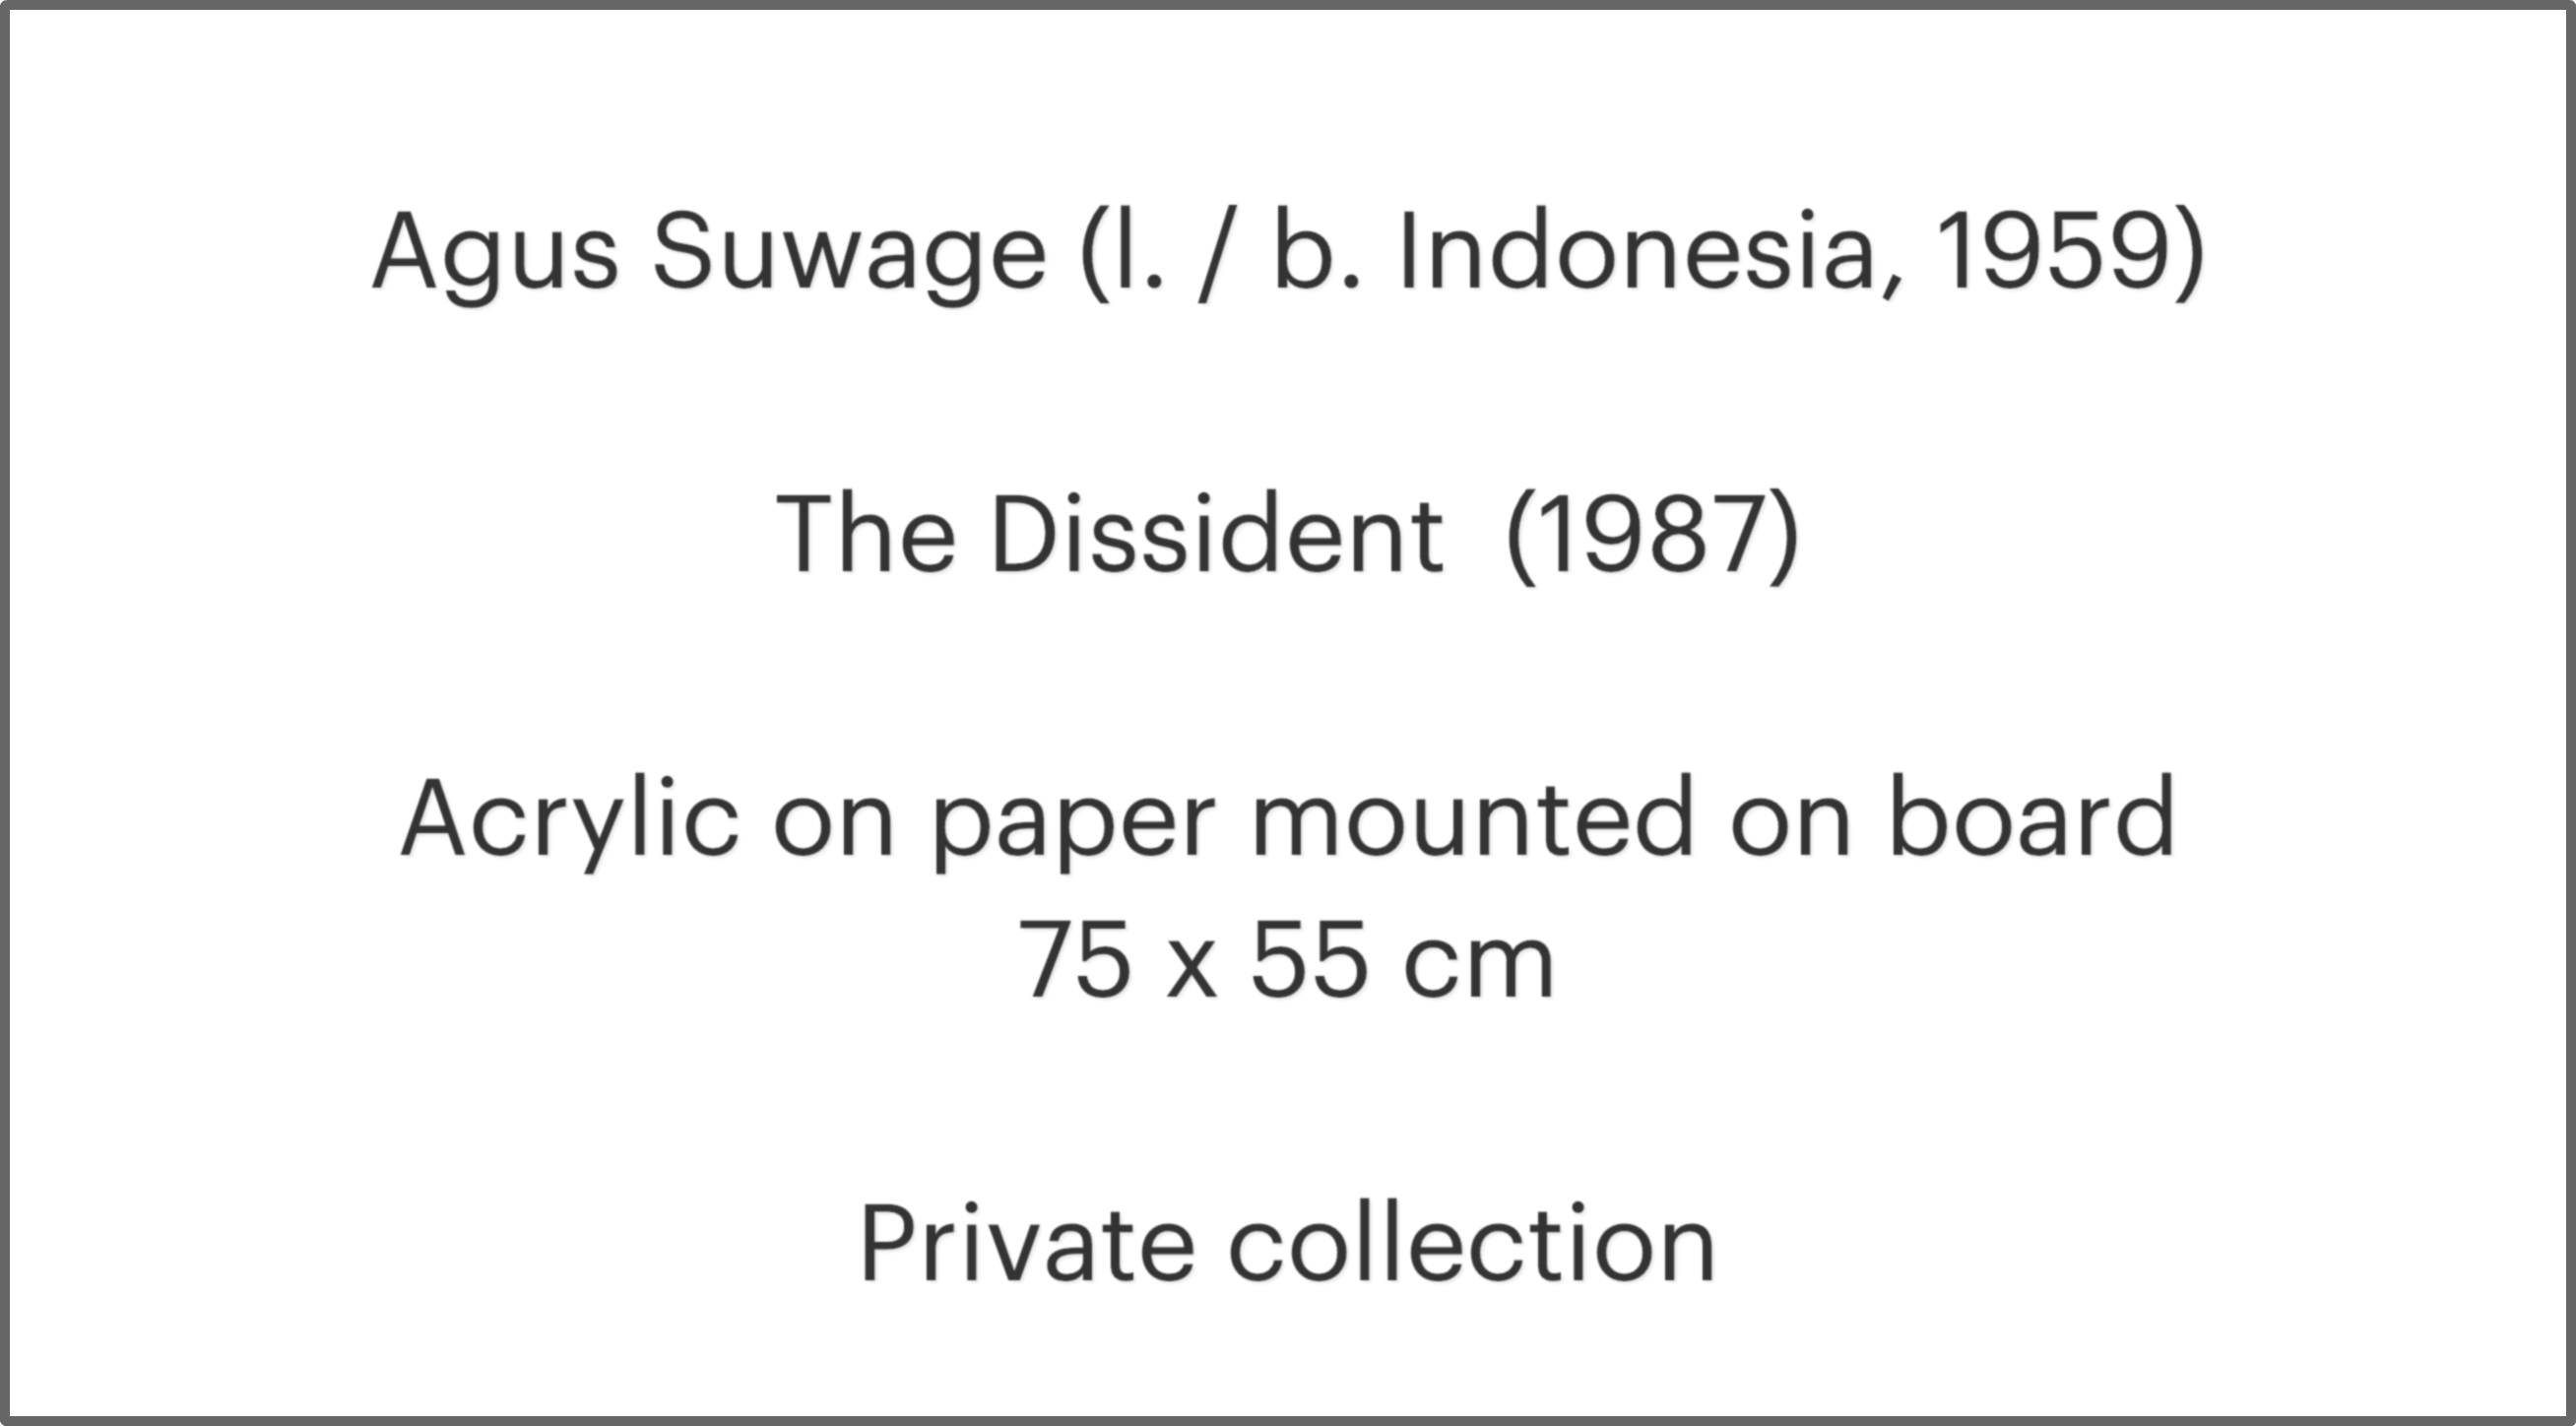 Agus Suwage (l. / b. Indonesia, 1959)
The Dissident  (1987)
Acrylic on paper mounted on board
75 x 55 cm
Private collection